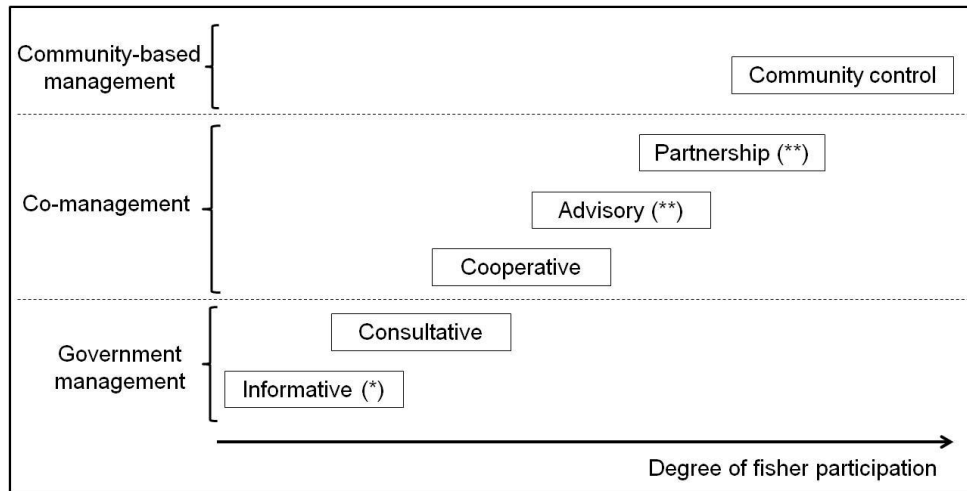 Community-based
management
Community control
Partnership (**)
Co-management
Advisory (**)
Cooperative
Consultative
Government
management
Informative (*)
Degree of fisher participation